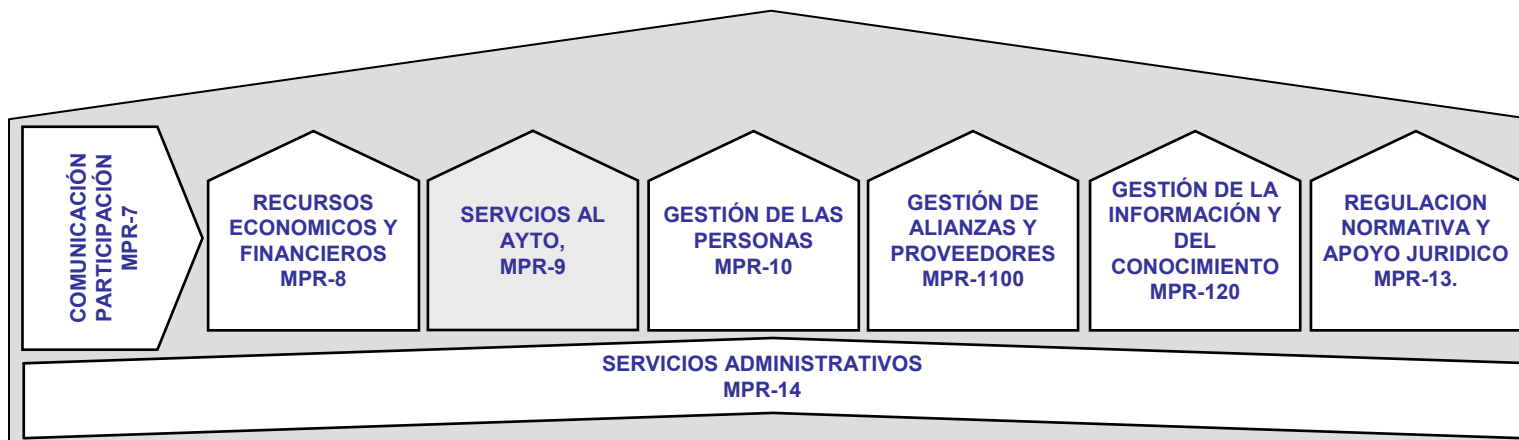 COMUNICACIÓN
PARTICIPACIÓN
MPR-7
RECURSOS
ECONOMICOS Y
FINANCIEROS
MPR-8
SERVCIOS AL
AYTO,
MPR-9
GESTIÓN DE LAS
PERSONAS
MPR-10
GESTIÓN DE
ALIANZAS Y
PROVEEDORES
MPR-1100
GESTIÓN DE LA
INFORMACIÓN Y
DEL
CONOCIMIENTO
MPR-120
REGULACION
NORMATIVA Y
APOYO JURIDICO
MPR-13.
SERVICIOS ADMINISTRATIVOS
MPR-14